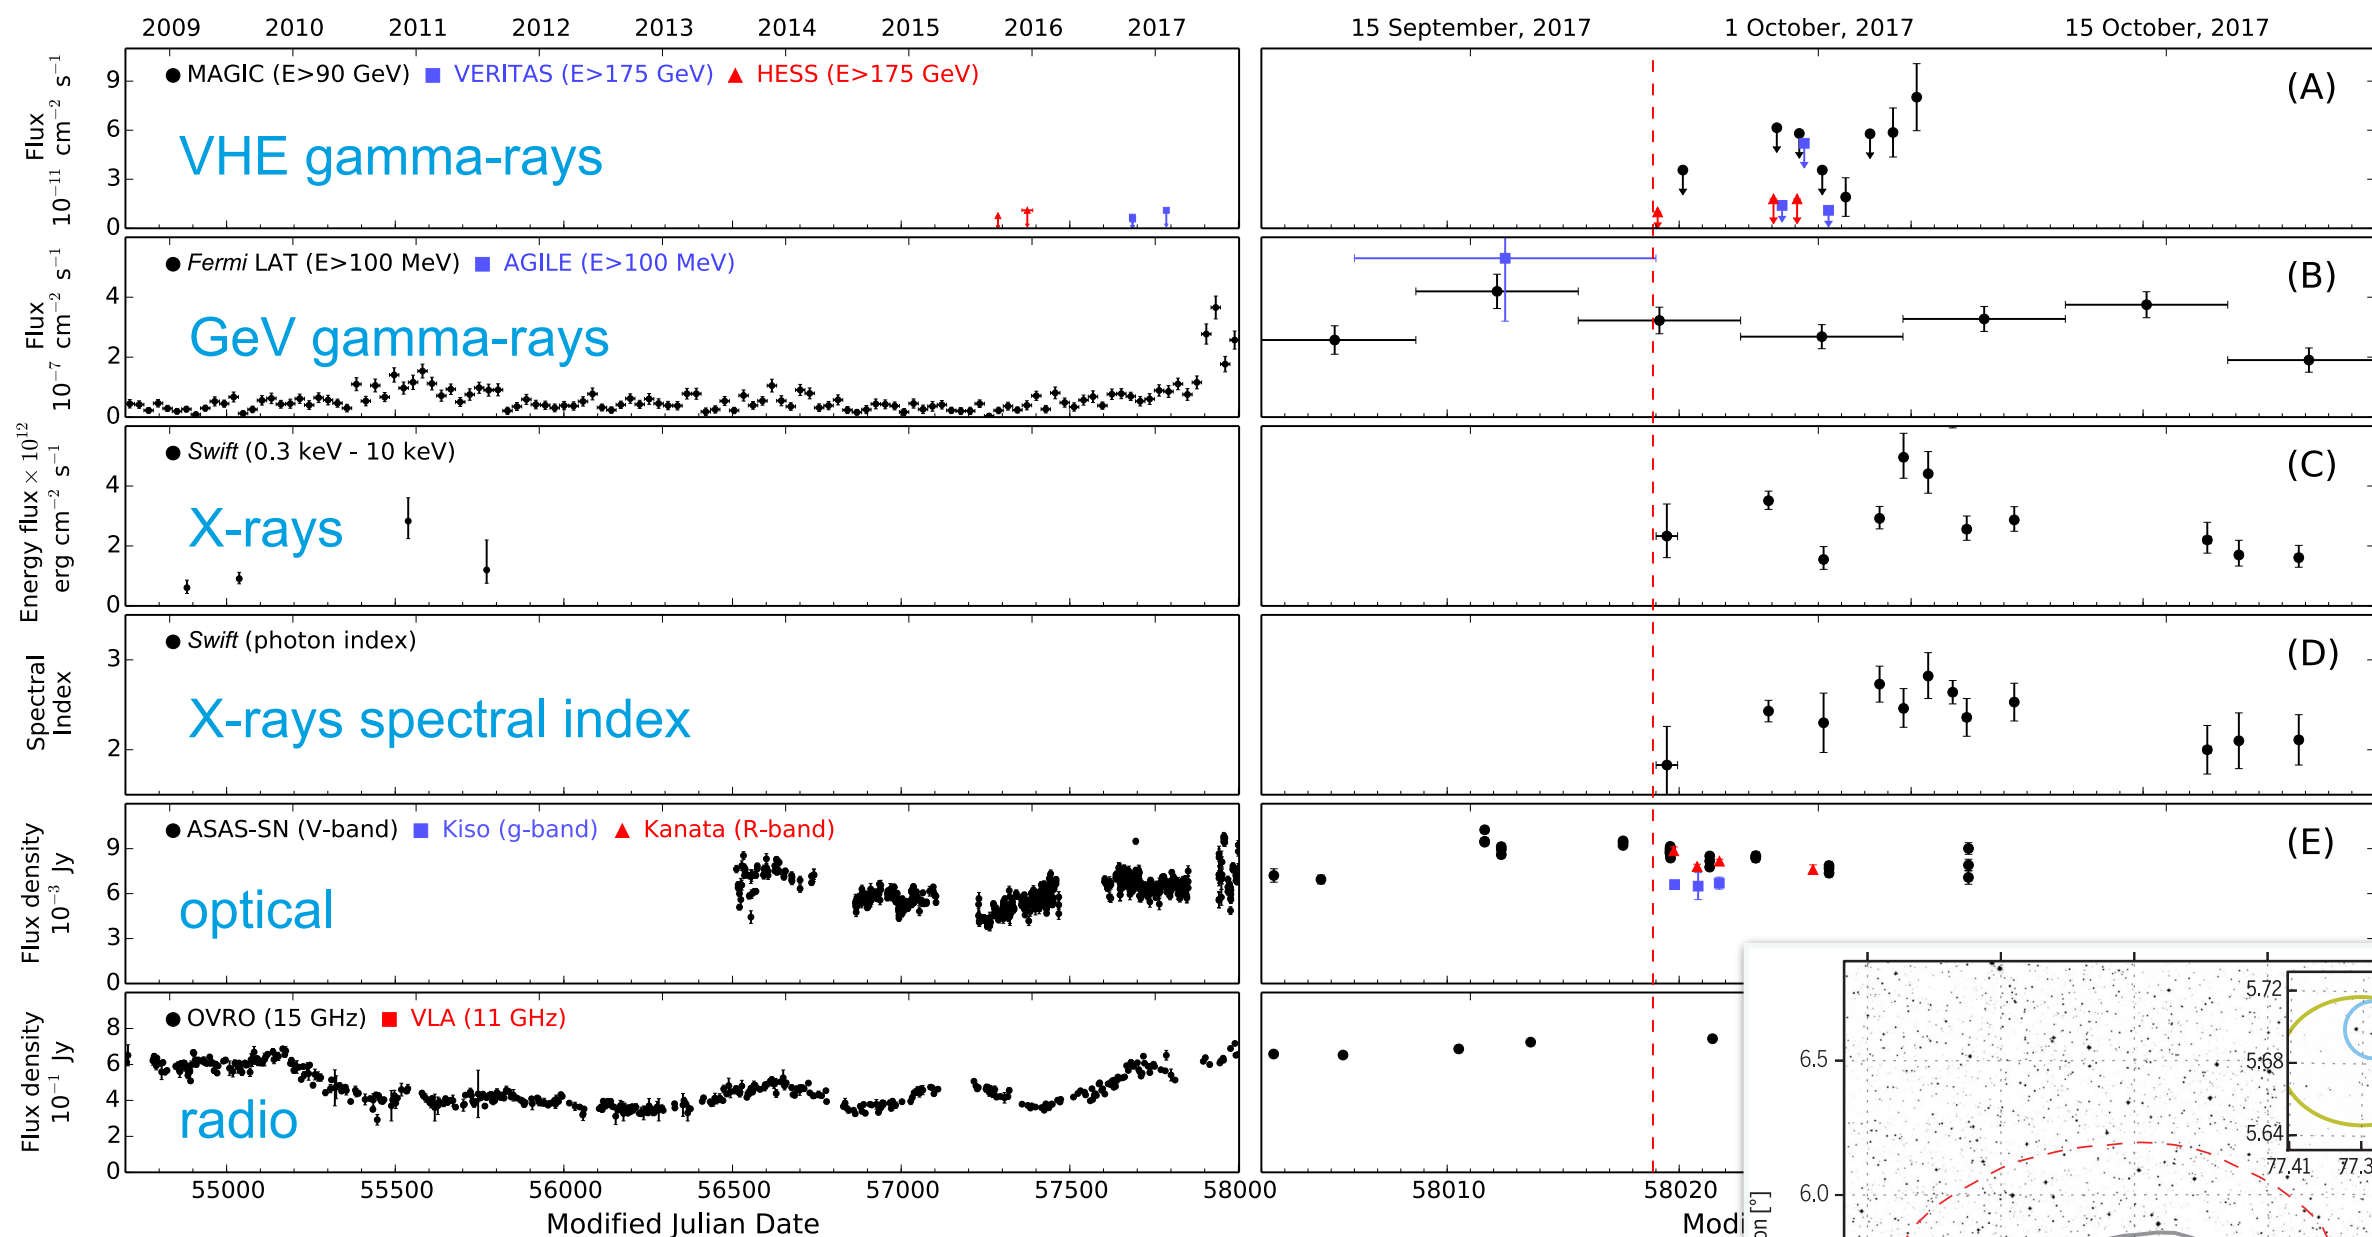 2009 2010 2011 2012 2013 2014 2015 2016 2017 15 September, 2017 1 October, 2017 15 October, 2017
MAGIC (E>90 GeV) VERITAS (E>175 GeV) HESS (E>175 GeV)
(A)
Flux
10⁻¹¹ cm⁻² s⁻¹
9
6
3
0
VHE gamma-rays
Fermi LAT (E>100 MeV) AGILE (E>100 MeV)
(B)
Flux
10⁻⁷ cm⁻² s⁻¹
4
2
0
GeV gamma-rays
Swift (0.3 keV - 10 keV)
(C)
Energy flux × 10¹²
erg cm⁻² s⁻¹
4
2
0
X-rays
Swift (photon index)
(D)
Spectral
Index
3
2
X-rays spectral index
ASAS-SN (V-band) Kiso (g-band) Kanata (R-band)
(E)
Flux density
10⁻³ Jy
9
6
3
0
optical
OVRO (15 GHz) VLA (11 GHz)
Flux density
10⁻¹ Jy
8
6
4
2
0
radio
55000 55500 56000 56500 57000 57500 58000 58010 58020
Modified Julian Date Modi
5.72
5.68
5.64
77.41 77.3
6.5
6.0
on [°]